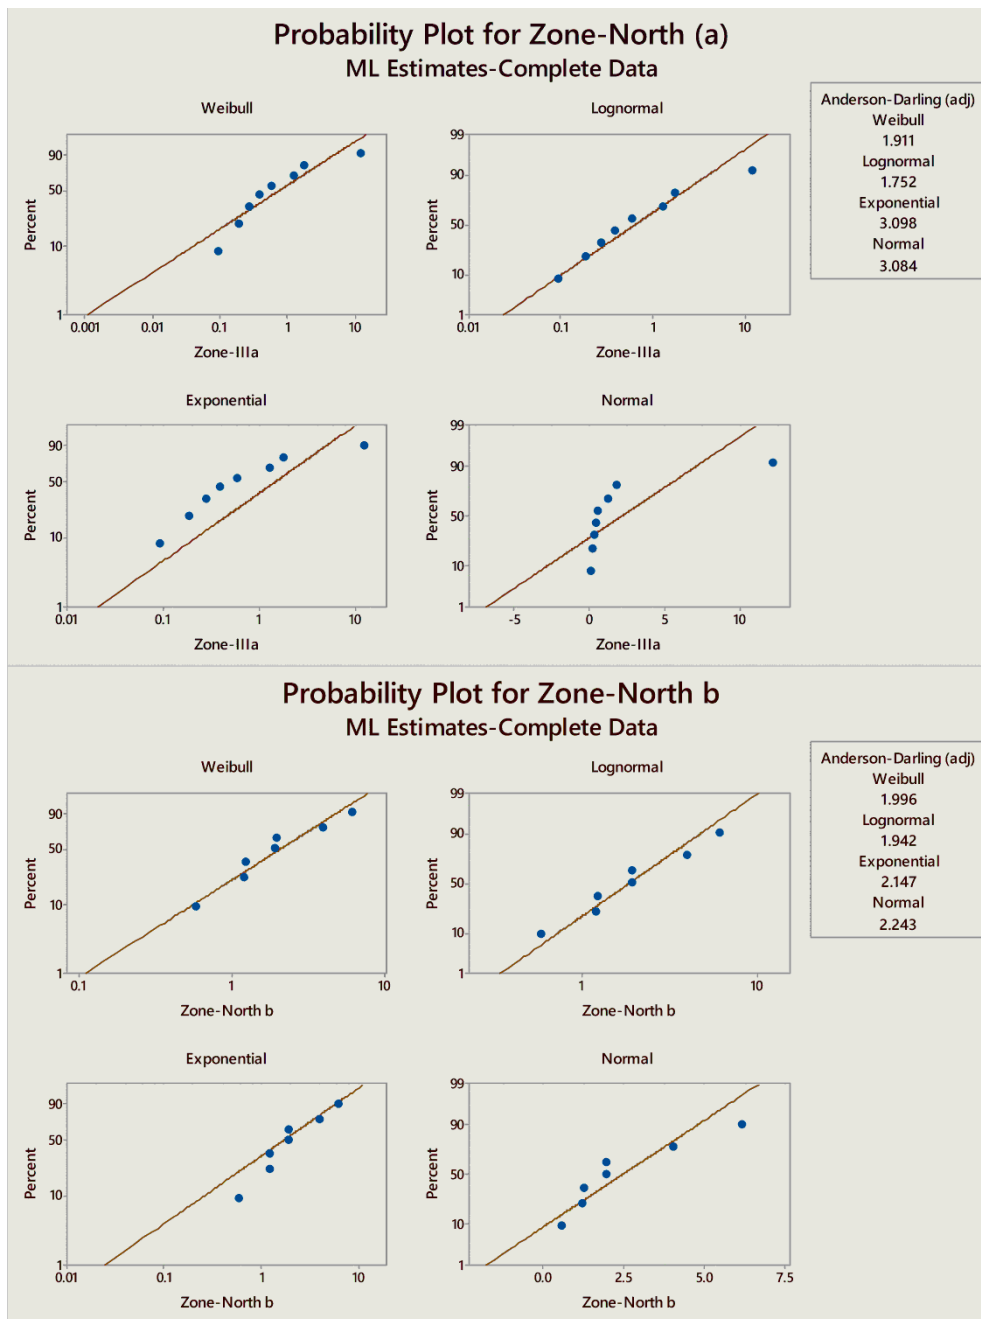 Probability Plot for Zone-North (a)
ML Estimates-Complete Data
Weibull
Lognormal
Percent
90
50
10
1
0.001 0.01 0.1 1 10
Zone-IIIa
Percent
99
90
50
10
1
0.01 0.1 1 10
Zone-IIIa
Anderson-Darling (adj)
Weibull
1.911
Lognormal
1.752
Exponential
3.098
Normal
3.084
Exponential
Normal
Percent
90
50
10
1
0.01 0.1 1 10
Zone-IIIa
Percent
99
90
50
10
1
-5 0 5 10
Zone-IIIa
Probability Plot for Zone-North b
ML Estimates-Complete Data
Weibull
Lognormal
Percent
90
50
10
1
0.1 1 10
Zone-North b
Percent
99
90
50
10
1
1 10
Zone-North b
Anderson-Darling (adj)
Weibull
1.996
Lognormal
1.942
Exponential
2.147
Normal
2.243
Exponential
Normal
Percent
90
50
10
1
0.01 0.1 1 10
Zone-North b
Percent
99
90
50
10
1
0.0 2.5 5.0 7.5
Zone-North b